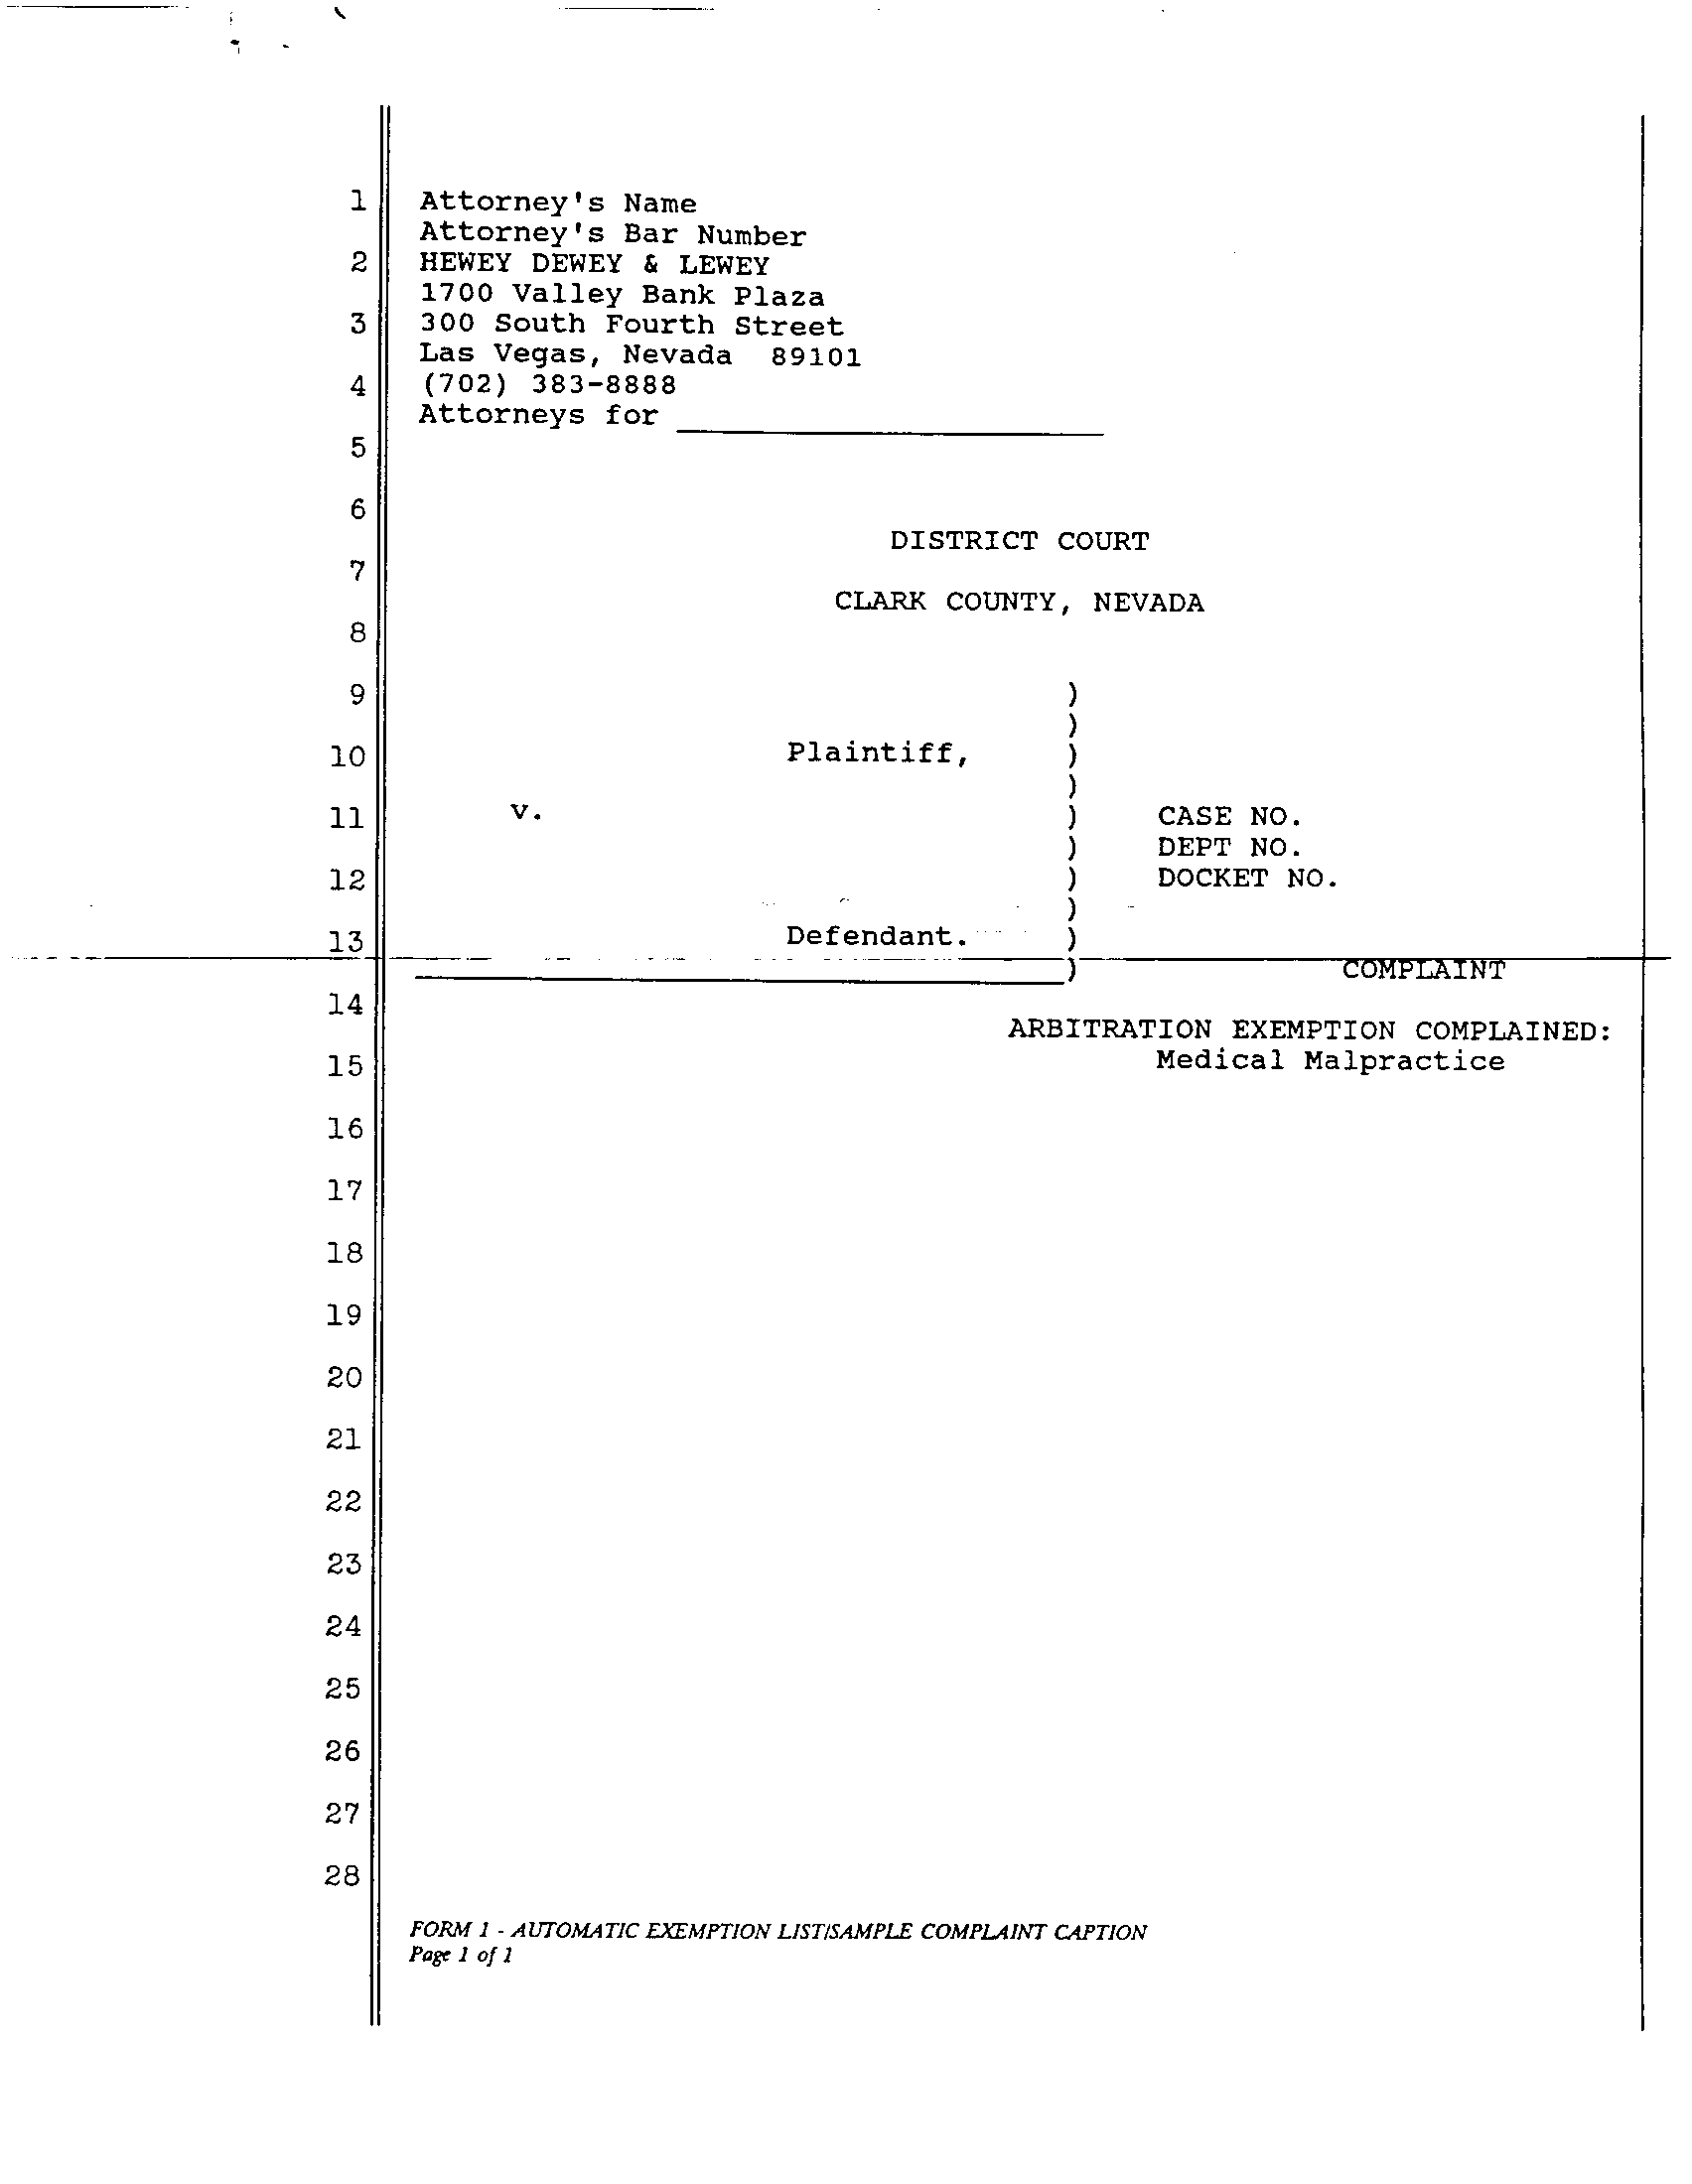 1 Attorney's Name
Attorney's Bar Number
2 HEWEY DEWEY & LEWEY
1700 Valley Bank Plaza
3 300 South Fourth Street
Las Vegas, Nevada 89101
4 (702) 383-8888
Attorneys for
5
6
DISTRICT COURT
7
CLARK COUNTY, NEVADA
8
9 )
)
10 Plaintiff, )
)
11 v. ) CASE NO.
) DEPT NO.
12 ) DOCKET NO.
)
13 Defendant. )
) COMPLAINT
14
ARBITRATION EXEMPTION COMPLAINED:
15 Medical Malpractice
16
17
18
19
20
21
22
23
24
25
26
27
28
FORM 1 - AUTOMATIC EXEMPTION LIST/SAMPLE COMPLAINT CAPTION
Page 1 of 1